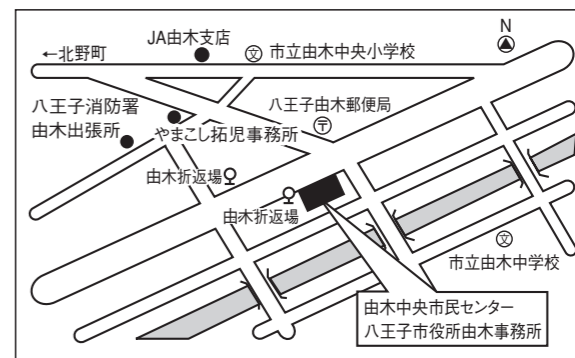 N
JA由木支店
←北野町
市立由木中央小学校
八王子消防署
由木出張所
八王子由木郵便局
やまこし拓児事務所
由木折返場
由木折返場
市立由木中学校
由木中央市民センター
八王子市役所由木事務所